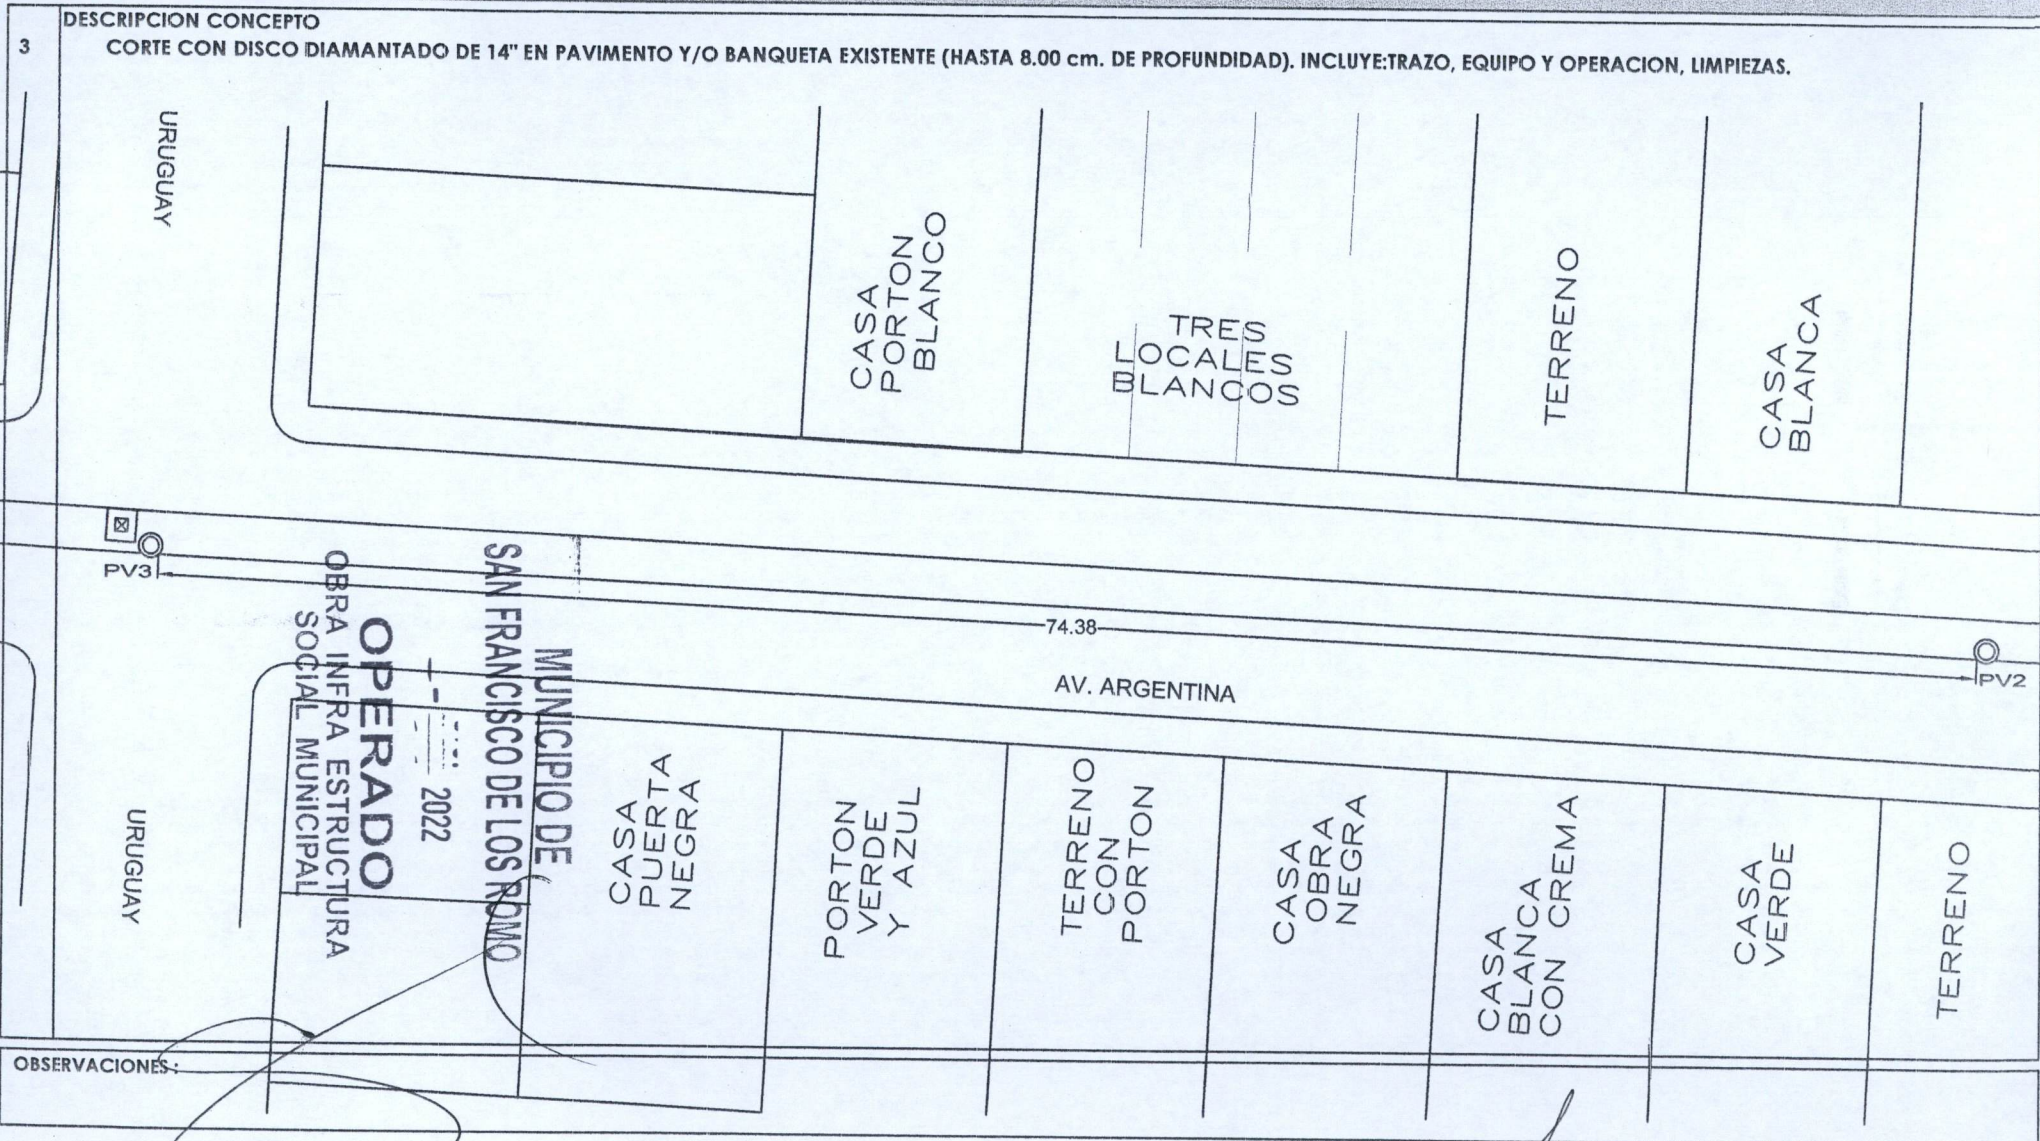 DESCRIPCION CONCEPTO
3
CORTE CON DISCO DIAMANTADO DE 14" EN PAVIMENTO Y/O BANQUETA EXISTENTE (HASTA 8.00 cm. DE PROFUNDIDAD). INCLUYE:TRAZO, EQUIPO Y OPERACION, LIMPIEZAS.
URUGUAY
CASA
PORTON
BLANCO
TRES
LOCALES
BLANCOS
TERRENO
CASA
BLANCA
PV3
74.38
AV. ARGENTINA
PV2
MUNICIPIO DE
SAN FRANCISCO DE LOS ROMO
2022
OPERADO
OBRA INFRA ESTRUCTURA
SOCIAL MUNICIPAL
URUGUAY
CASA
PUERTA
NEGRA
PORTON
VERDE
Y AZUL
TERRENO
CON
PORTON
CASA
OBRA
NEGRA
CASA
BLANCA
CON CREMA
CASA
VERDE
TERRENO
OBSERVACIONES: